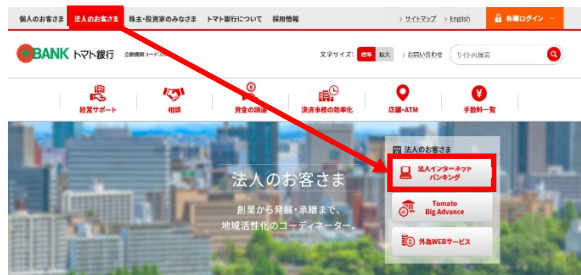 個人のお客さま 法人のお客さま 株主・投資家のみなさま トマト銀行について 採用情報 サイトマップ English 各種ログイン
BANK トマト銀行 文字サイズ: 標準 拡大 お問い合わせ サイト内検索
経営サポート 相談 資金の調達 決済事務の効率化 店舗・ATM 手数料一覧
法人のお客さま
創業から発展・承継まで、
地域活性化のコーディネーター。
法人のお客さま
法人インターネット
バンキング
Tomato
Big Advance
外為WEBサービス